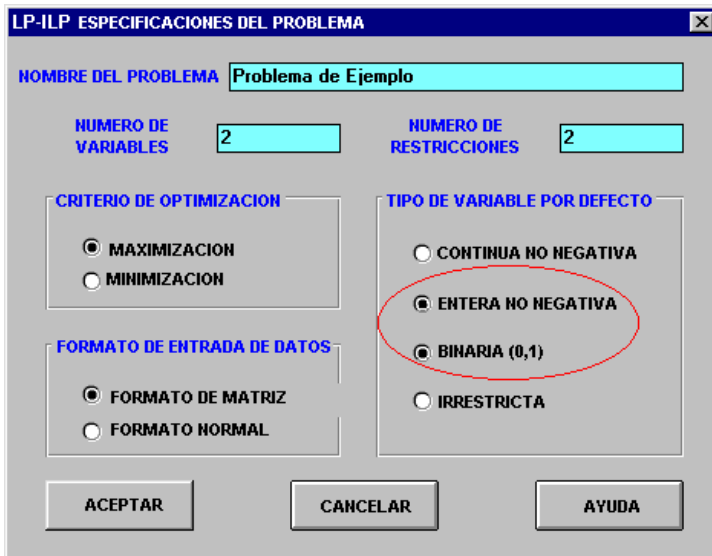 LP-ILP ESPECIFICACIONES DEL PROBLEMA
NOMBRE DEL PROBLEMA Problema de Ejemplo
NUMERO DE VARIABLES 2
NUMERO DE RESTRICCIONES 2
CRITERIO DE OPTIMIZACION
MAXIMIZACION
MINIMIZACION
FORMATO DE ENTRADA DE DATOS
FORMATO DE MATRIZ
FORMATO NORMAL
TIPO DE VARIABLE POR DEFECTO
CONTINUA NO NEGATIVA
ENTERA NO NEGATIVA
BINARIA (0,1)
IRRESTRICTA
ACEPTAR
CANCELAR
AYUDA